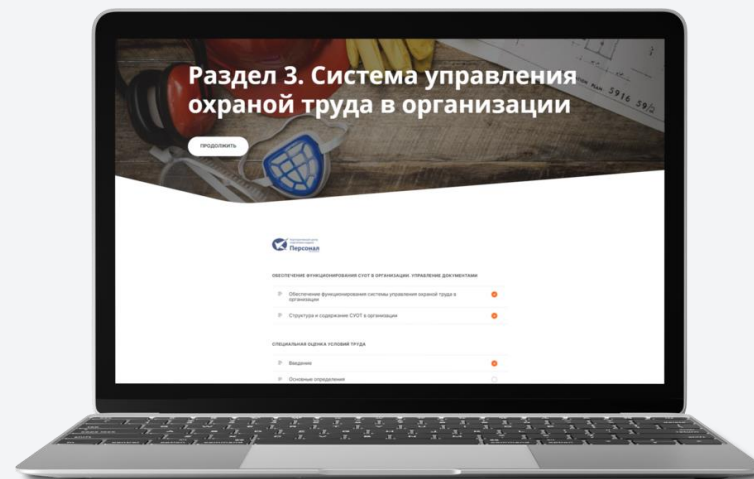 Раздел 3. Система управления
охраной труда в организации
ПРОДОЛЖИТЬ
Персонал
ОБЕСПЕЧЕНИЕ ФУНКЦИОНИРОВАНИЯ СУОТ В ОРГАНИЗАЦИИ. УПРАВЛЕНИЕ ДОКУМЕНТАМИ
Обеспечение функционирования системы управления охраной труда в
организации
Структура и содержание СУОТ в организации
СПЕЦИАЛЬНАЯ ОЦЕНКА УСЛОВИЙ ТРУДА
Введение
Основные определения